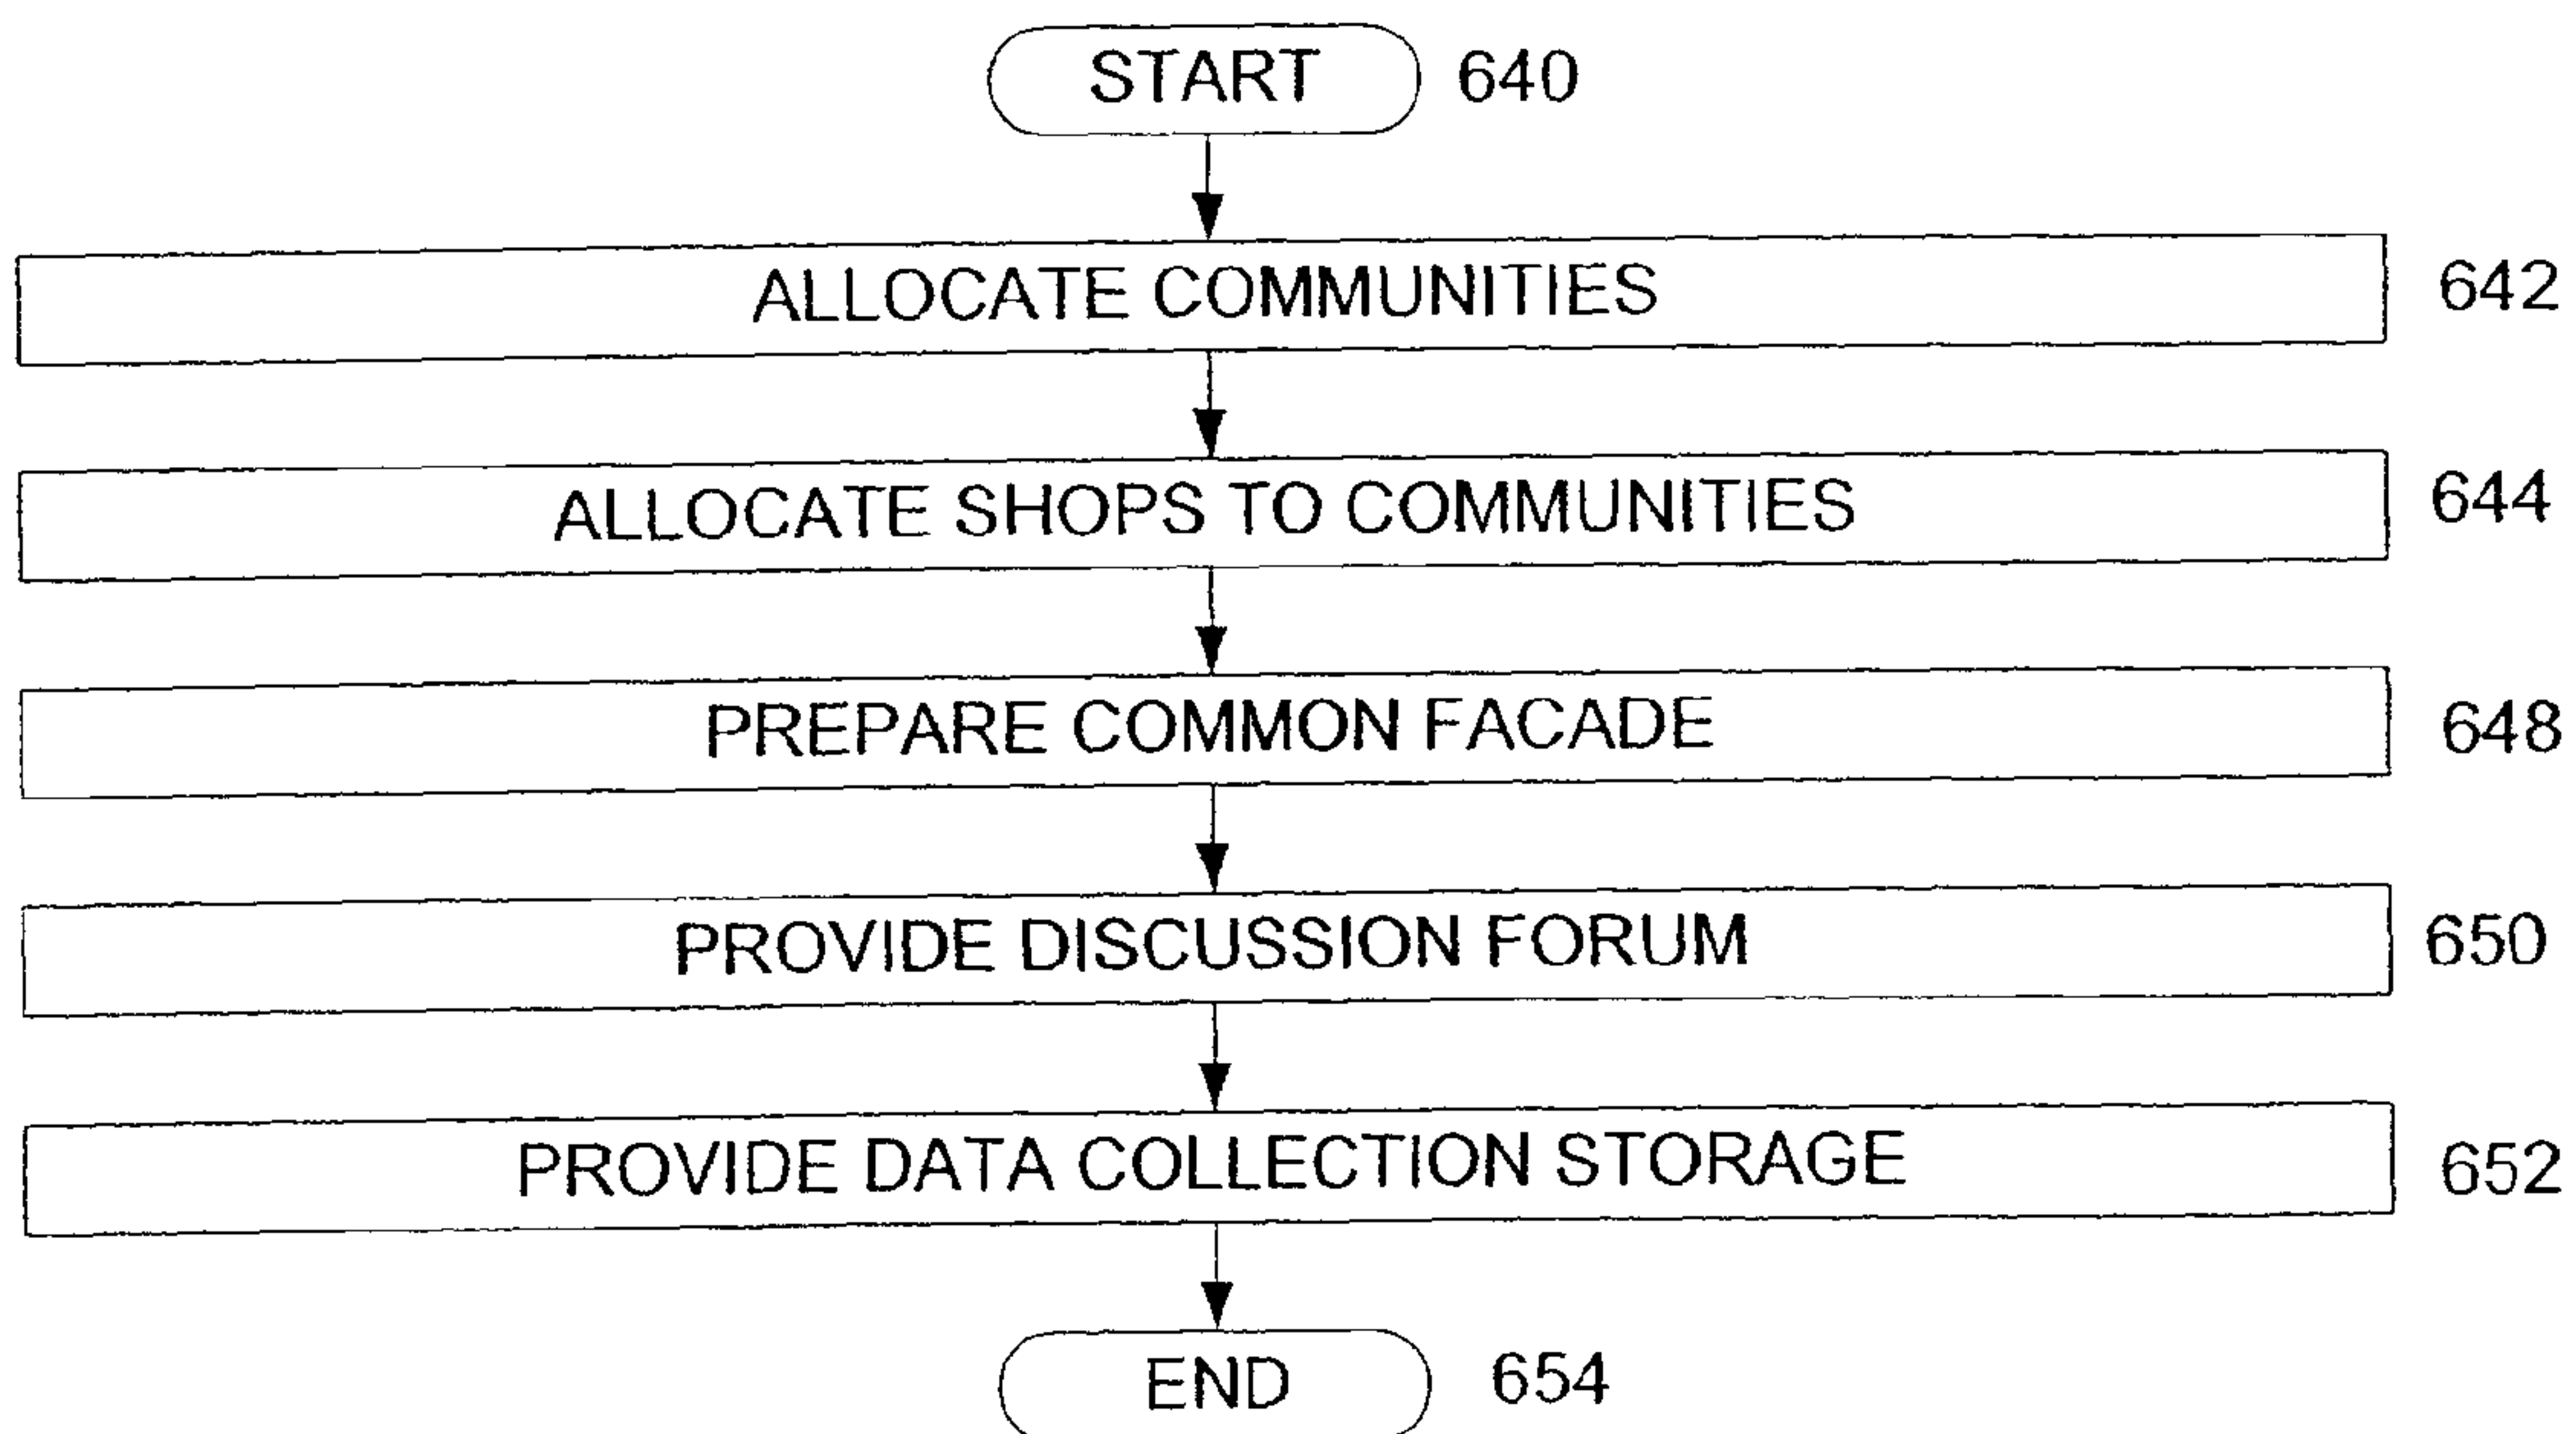 START 640
ALLOCATE COMMUNITIES 642
ALLOCATE SHOPS TO COMMUNITIES 644
PREPARE COMMON FACADE 648
PROVIDE DISCUSSION FORUM 650
PROVIDE DATA COLLECTION STORAGE 652
END 654